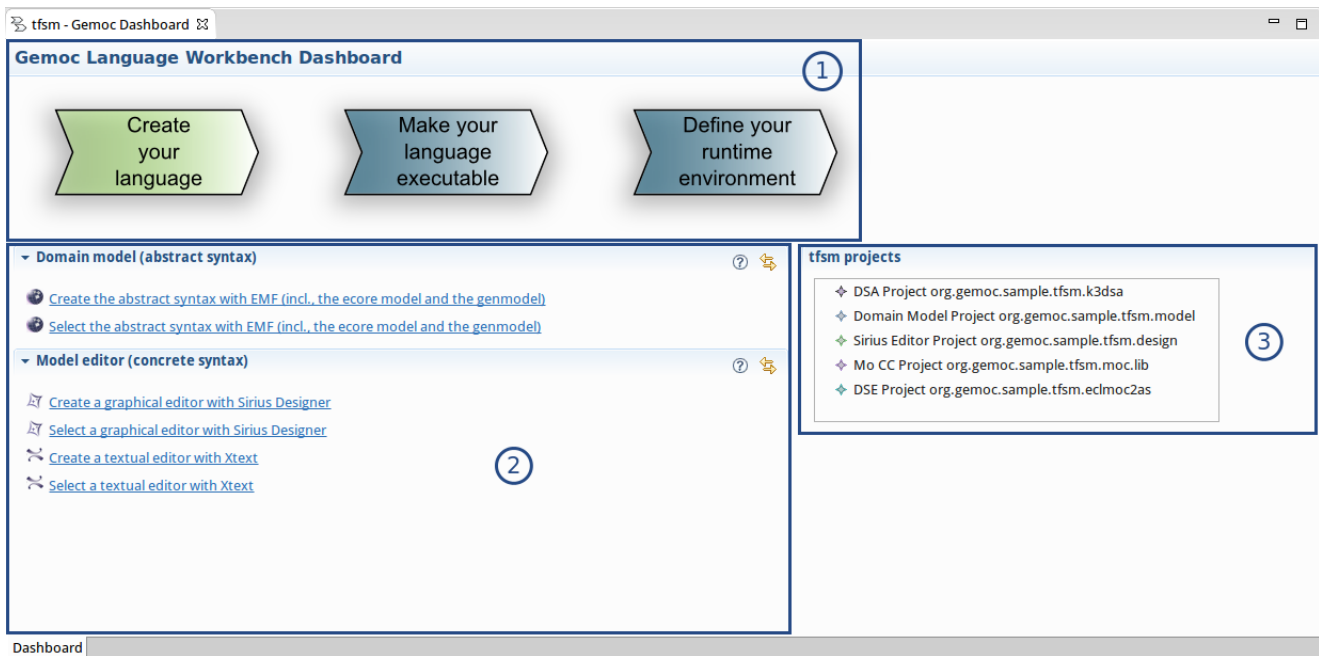 tfsm - Gemoc Dashboard
Gemoc Language Workbench Dashboard
1
Create
your
language
Make your
language
executable
Define your
runtime
environment
Domain model (abstract syntax)
Create the abstract syntax with EMF (incl., the ecore model and the genmodel)
Select the abstract syntax with EMF (incl., the ecore model and the genmodel)
Model editor (concrete syntax)
Create a graphical editor with Sirius Designer
Select a graphical editor with Sirius Designer
Create a textual editor with Xtext
Select a textual editor with Xtext
2
tfsm projects
DSA Project org.gemoc.sample.tfsm.k3dsa
Domain Model Project org.gemoc.sample.tfsm.model
Sirius Editor Project org.gemoc.sample.tfsm.design
Mo CC Project org.gemoc.sample.tfsm.moc.lib
DSE Project org.gemoc.sample.tfsm.eclmoc2as
3
Dashboard